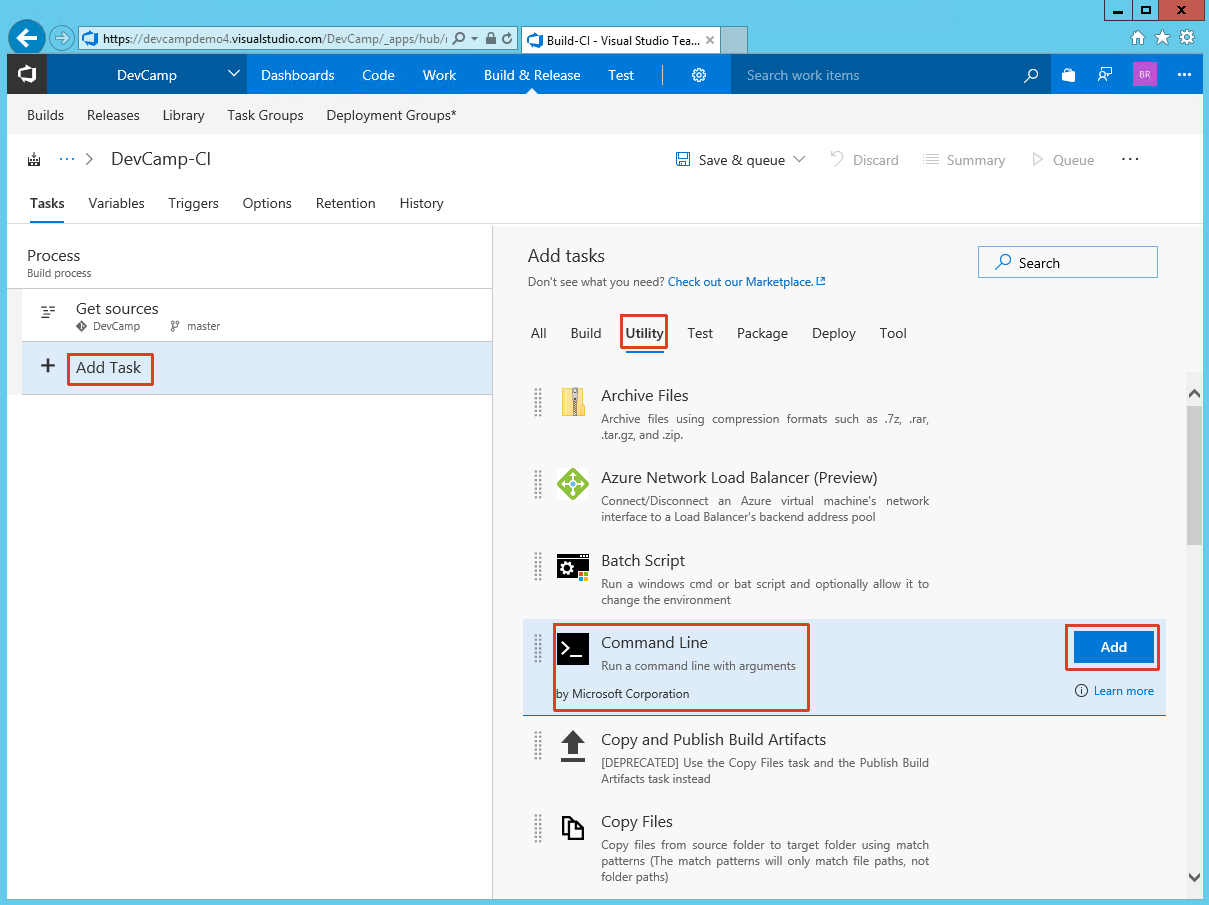 https://devcampdemo4.visualstudio.com/DevCamp/_apps/hub/
Build-CI - Visual Studio Tea...
DevCamp
Dashboards
Code
Work
Build & Release
Test
Search work items
BR
Builds
Releases
Library
Task Groups
Deployment Groups*
DevCamp-CI
Save & queue
Discard
Summary
Queue
Tasks
Variables
Triggers
Options
Retention
History
Process
Build process
Get sources
DevCamp
master
Add Task
Add tasks
Don't see what you need? Check out our Marketplace.
Search
All
Build
Utility
Test
Package
Deploy
Tool
Archive Files
Archive files using compression formats such as .7z, .rar,
.tar.gz, and .zip.
Azure Network Load Balancer (Preview)
Connect/Disconnect an Azure virtual machine's network
interface to a Load Balancer's backend address pool
Batch Script
Run a windows cmd or bat script and optionally allow it to
change the environment
Command Line
Run a command line with arguments
by Microsoft Corporation
Add
Learn more
Copy and Publish Build Artifacts
[DEPRECATED] Use the Copy Files task and the Publish Build
Artifacts task instead
Copy Files
Copy files from source folder to target folder using match
patterns (The match patterns will only match file paths, not
folder paths)